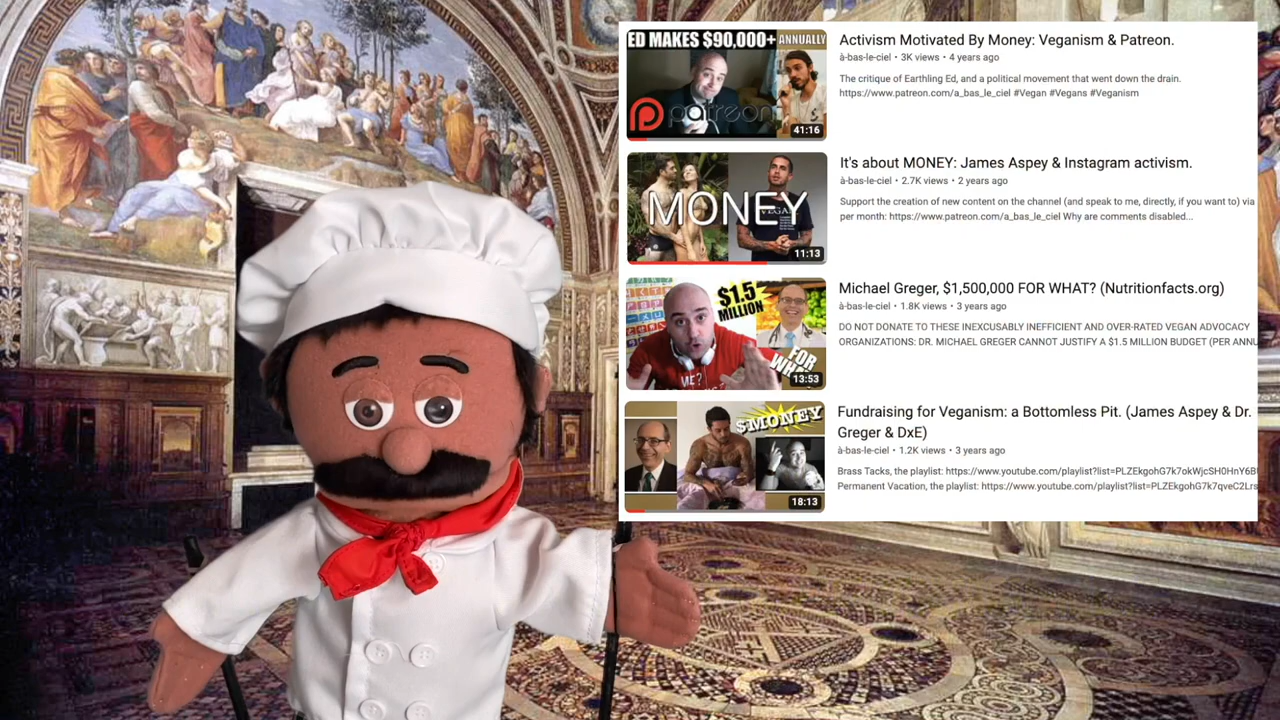 ED MAKES $90,000+ ANNUALLY
patreon
41:16
Activism Motivated By Money: Veganism & Patreon.
à-bas-le-ciel • 3K views • 4 years ago
The critique of Earthling Ed, and a political movement that went down the drain.
https://www.patreon.com/a_bas_le_ciel #Vegan #Vegans #Veganism
MONEY
VEGAN
11:13
It's about MONEY: James Aspey & Instagram activism.
à-bas-le-ciel • 2.7K views • 2 years ago
Support the creation of new content on the channel (and speak to me, directly, if you want to) via
per month: https://www.patreon.com/a_bas_le_ciel Why are comments disabled...
$1.5
MILLION
FOR
ME?
13:53
Michael Greger, $1,500,000 FOR WHAT? (Nutritionfacts.org)
à-bas-le-ciel • 1.8K views • 3 years ago
DO NOT DONATE TO THESE INEXCUSABLY INEFFICIENT AND OVER-RATED VEGAN ADVOCACY
ORGANIZATIONS: DR. MICHAEL GREGER CANNOT JUSTIFY A $1.5 MILLION BUDGET (PER ANNU
$MONEY
18:13
Fundraising for Veganism: a Bottomless Pit. (James Aspey & Dr.
Greger & DxE)
à-bas-le-ciel • 1.2K views • 3 years ago
Brass Tacks, the playlist: https://www.youtube.com/playlist?list=PLZEkgohG7k7okWjcSH0HnY6B
Permanent Vacation, the playlist: https://www.youtube.com/playlist?list=PLZEkgohG7k7qveC2Lrs